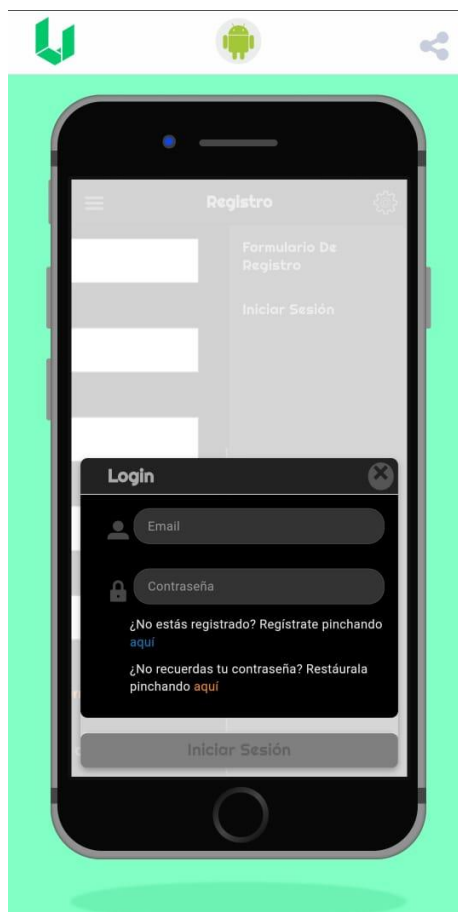 Registro
Formulario De
Registro
Iniciar Sesión
Login
Email
Contraseña
¿No estás registrado? Regístrate pinchando
aquí
¿No recuerdas tu contraseña? Restáurala
pinchando aquí
Iniciar Sesión